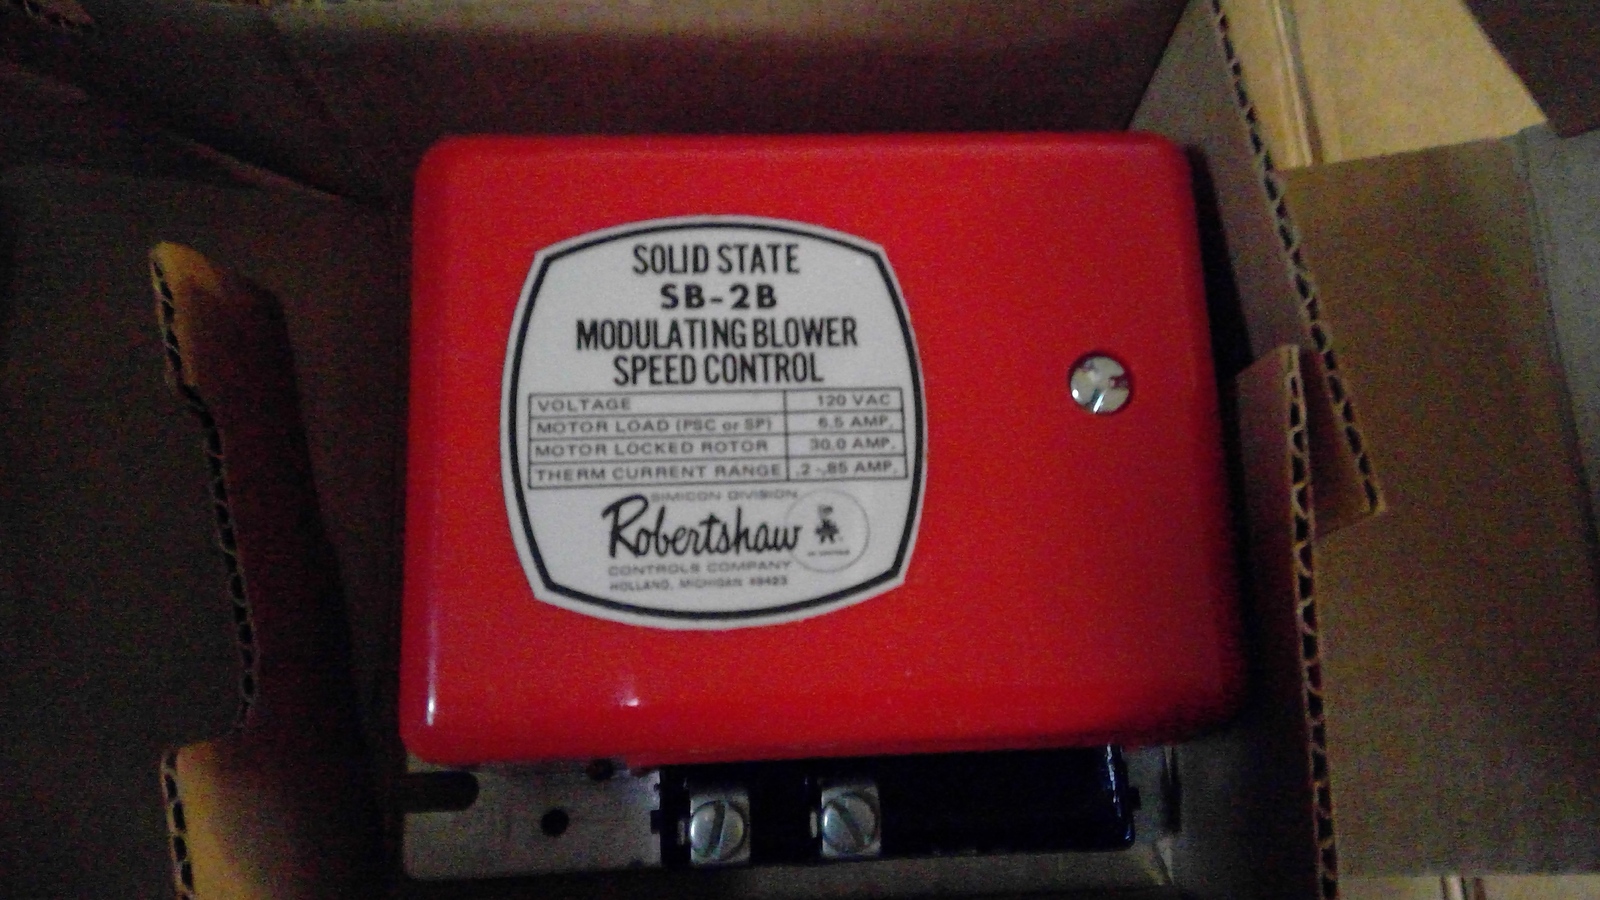 SOLID STATE
SB-2B
MODULATING BLOWER
SPEED CONTROL
VOLTAGE 120 VAC
MOTOR LOAD (PSC or SP) 6.5 AMP.
MOTOR LOCKED ROTOR 30.0 AMP.
THERM CURRENT RANGE .2-.85 AMP.
SIMICON DIVISION
Robertshaw
CONTROLS COMPANY
HOLLAND, MICHIGAN 49423